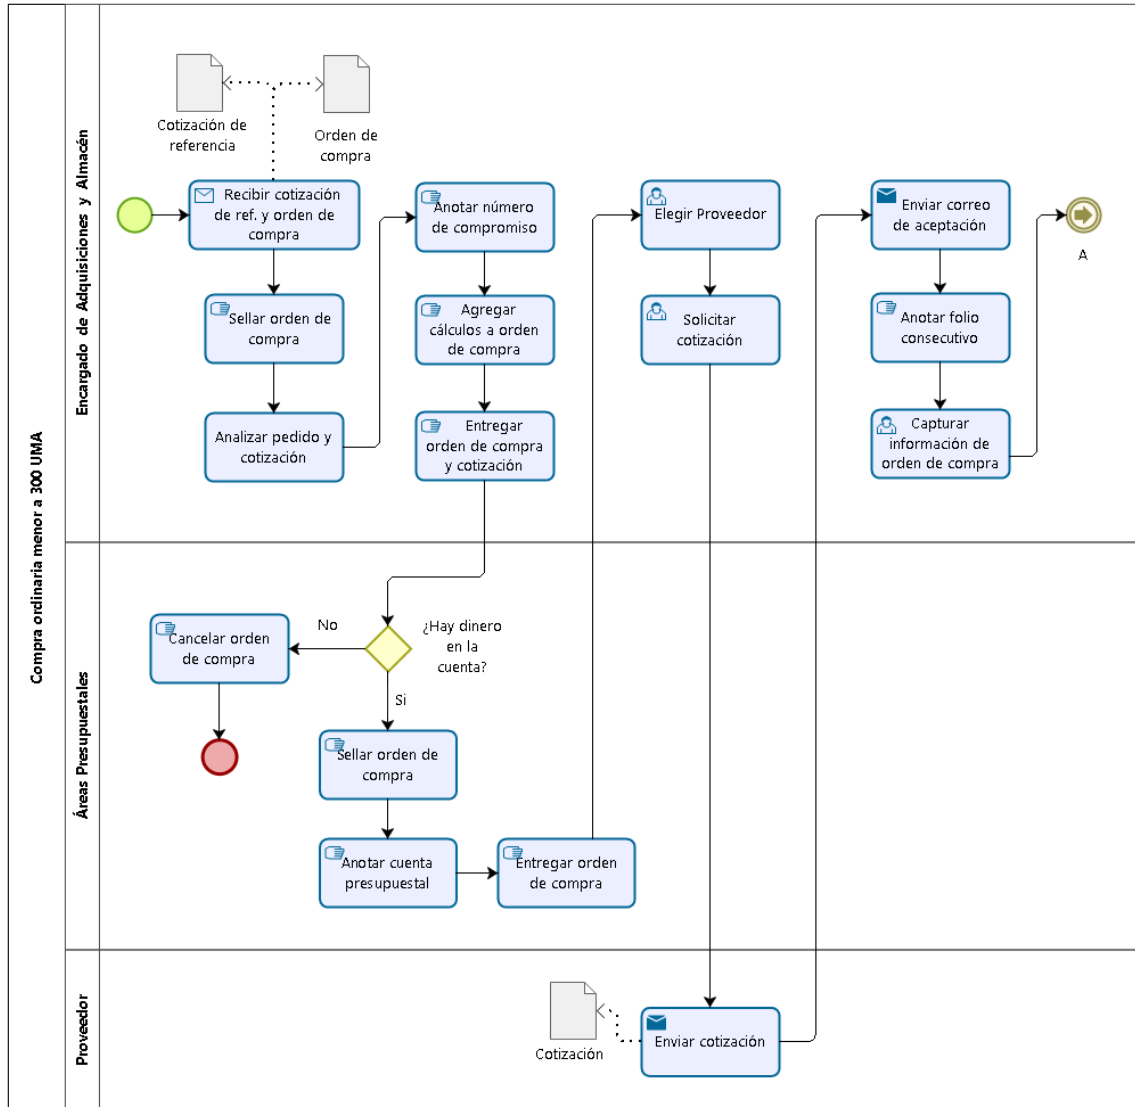 Compra ordinaria menor a 300 UMA
Encargado de Adquisiciones y Almacén
Cotización de
referencia
Orden de
compra
Recibir cotización
de ref. y orden de
compra
Sellar orden de
compra
Analizar pedido y
cotización
Anotar número
de compromiso
Agregar
cálculos a orden
de compra
Entregar
orden de compra
y cotización
Elegir Proveedor
Solicitar
cotización
Enviar correo
de aceptación
Anotar folio
consecutivo
Capturar
información de
orden de compra
A
Áreas Presupuestales
¿Hay dinero
en la
cuenta?
No
Cancelar orden
de compra
Si
Sellar orden de
compra
Anotar cuenta
presupuestal
Entregar orden
de compra
Proveedor
Cotización
Enviar cotización